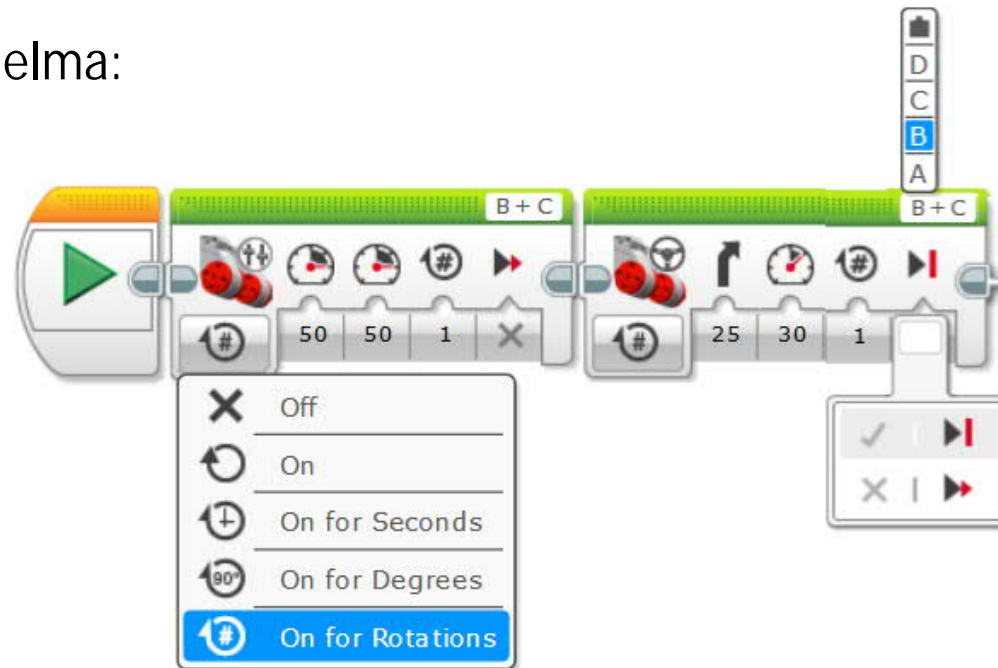 elma:
D
C
B
A
B + C
B + C
#
#
50 50 1
#
25 30 1
#
Off
On
On for Seconds
90° On for Degrees
# On for Rotations